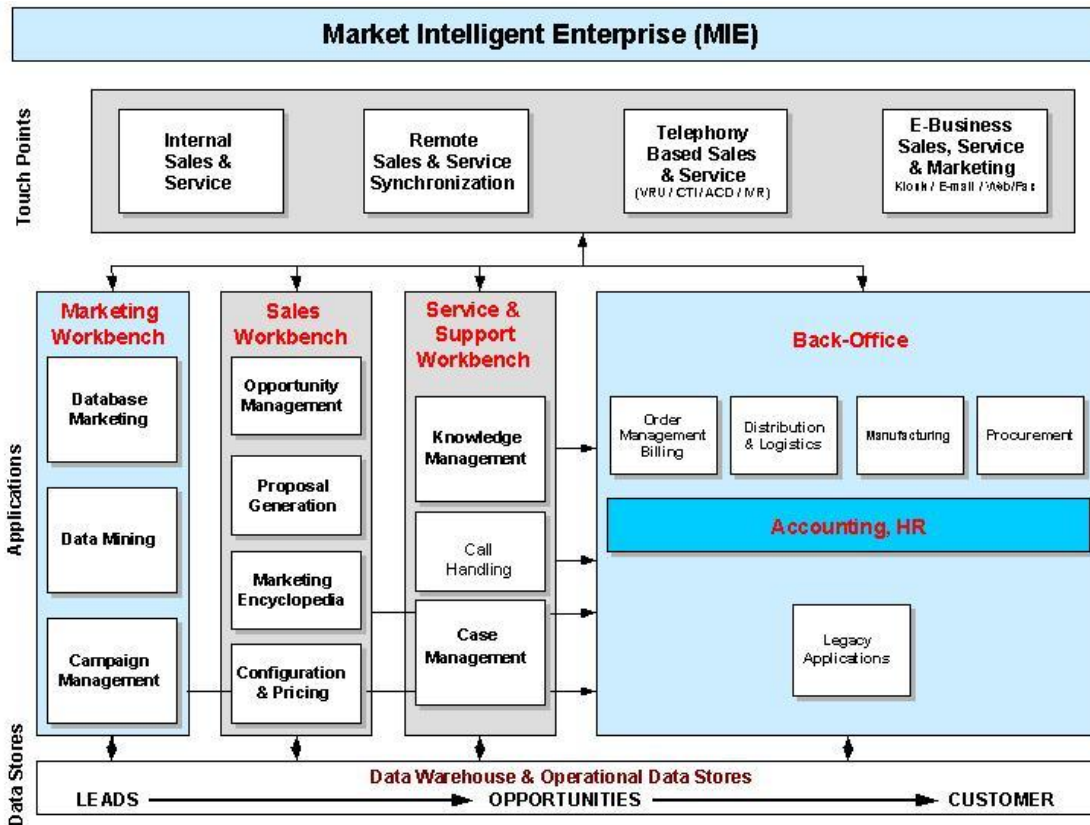 Market Intelligent Enterprise (MIE)
Touch Points
Internal
Sales &
Service
Remote
Sales & Service
Synchronization
Telephony
Based Sales
& Service
(VRU / CTI / ACD / IVR)
E-Business
Sales, Service
& Marketing
Kiosk / E-mail / Web/Fax
Applications
Marketing
Workbench
Database
Marketing
Data Mining
Campaign
Management
Sales
Workbench
Opportunity
Management
Proposal
Generation
Marketing
Encyclopedia
Configuration
& Pricing
Service &
Support
Workbench
Knowledge
Management
Call
Handling
Case
Management
Back-Office
Order
Management
Billing
Distribution
& Logistics
Manufacturing
Procurement
Accounting, HR
Legacy
Applications
Data Stores
Data Warehouse & Operational Data Stores
LEADS OPPORTUNITIES CUSTOMER